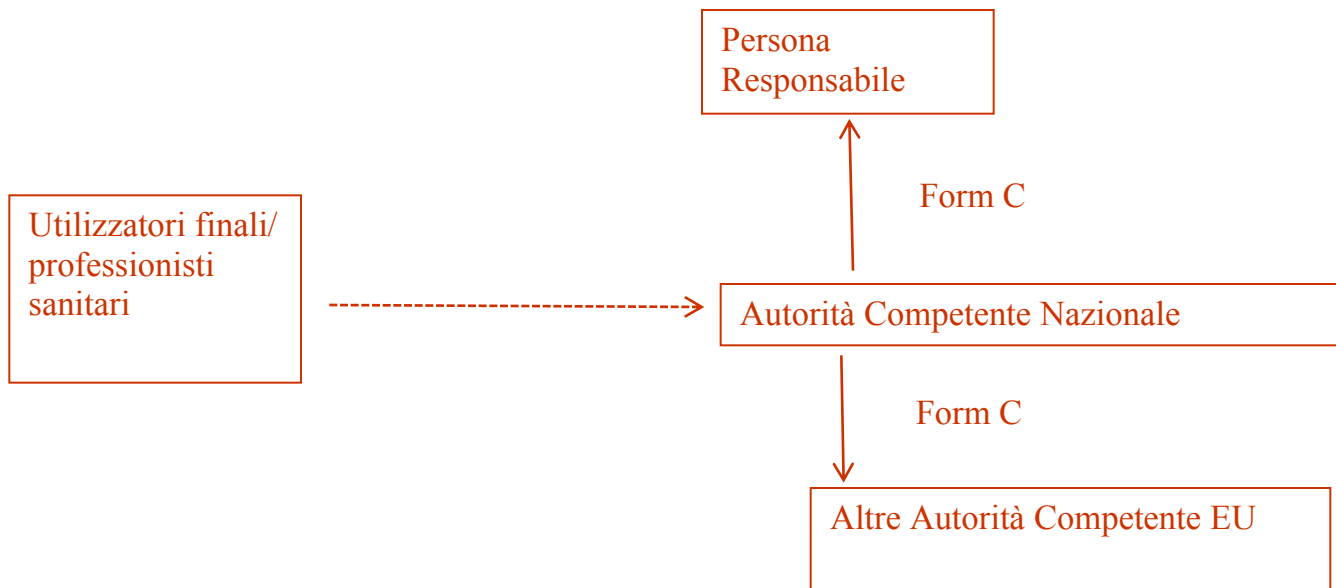 Persona
Responsabile
Form C
Utilizzatori finali/
professionisti
sanitari
Autorità Competente Nazionale
Form C
Altre Autorità Competente EU